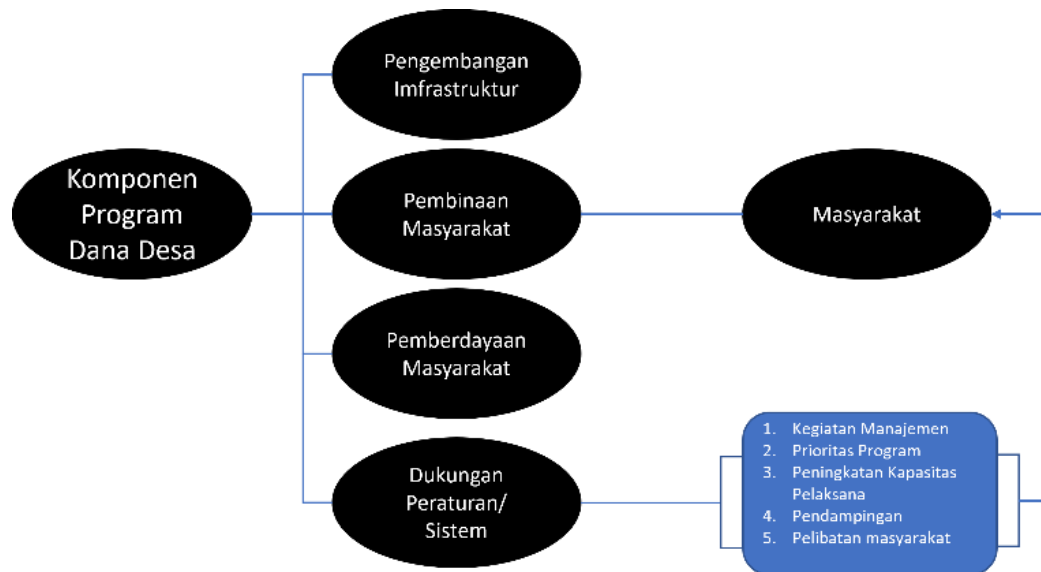 Pengembangan
Imfrastruktur
Komponen
Program
Dana Desa
Pembinaan
Masyarakat
Masyarakat
Pemberdayaan
Masyarakat
Dukungan
Peraturan/
Sistem
1. Kegiatan Manajemen
2. Prioritas Program
3. Peningkatan Kapasitas
Pelaksana
4. Pendampingan
5. Pelibatan masyarakat